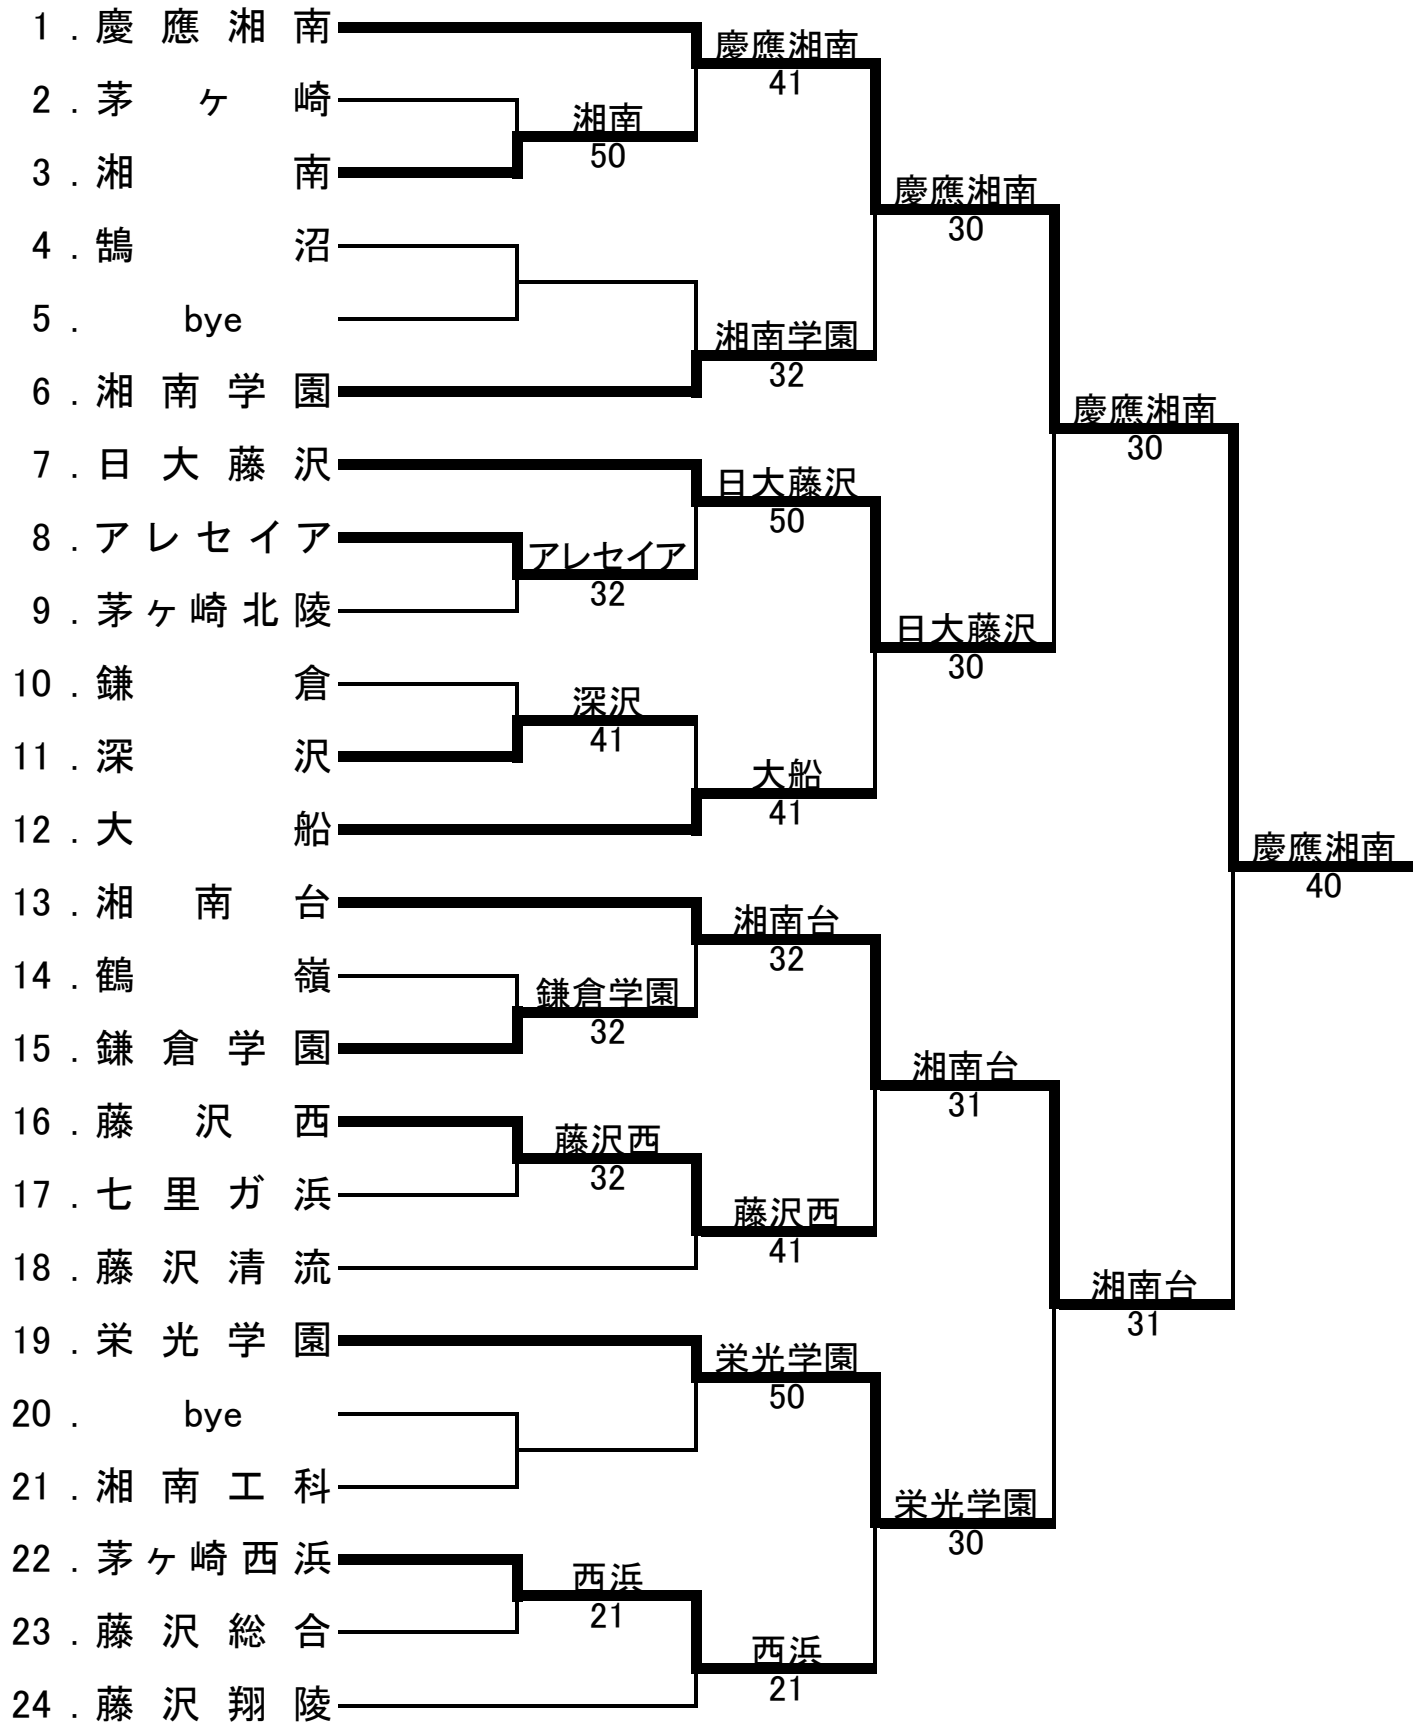 1.慶應湘南
慶應湘南
41
2.茅ヶ崎
湘南
50
3.湘南
慶應湘南
30
4.鵠沼
5.bye
湘南学園
32
6.湘南学園
慶應湘南
30
7.日大藤沢
日大藤沢
50
8.アレセイア
アレセイア
32
9.茅ヶ崎北陵
日大藤沢
30
10.鎌倉
深沢
41
11.深沢
大船
41
12.大船
慶應湘南
40
13.湘南台
湘南台
32
14.鶴嶺
鎌倉学園
32
15.鎌倉学園
湘南台
31
16.藤沢西
藤沢西
32
17.七里ガ浜
藤沢西
41
18.藤沢清流
湘南台
31
19.栄光学園
栄光学園
50
20.bye
21.湘南工科
栄光学園
30
22.茅ヶ崎西浜
西浜
21
23.藤沢総合
西浜
21
24.藤沢翔陵